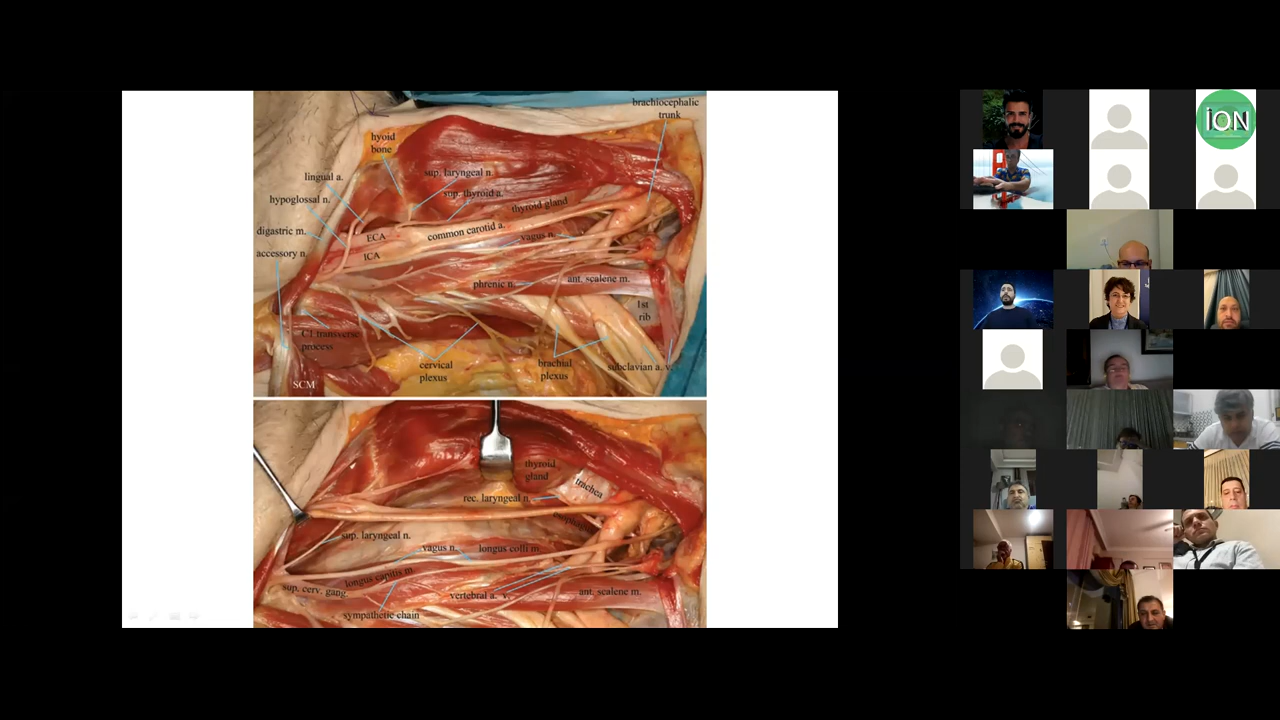 brachiocephalic
trunk
hyoid
bone
lingual a.
sup. laryngeal n.
hypoglossal n.
sup. thyroid a.
thyroid gland
digastric m.
ECA
common carotid a.
vagus n.
accessory n.
ICA
phrenic n.
ant. scalene m.
1st
rib
C1 transverse
process
cervical
plexus
brachial
plexus
subclavian a. v.
SCM
thyroid
gland
trachea
rec. laryngeal n.
esophagus
sup. laryngeal n.
vagus n.
longus colli m.
longus capitis m.
sup. cerv. gang.
vertebral a. v.
ant. scalene m.
sympathetic chain
iON